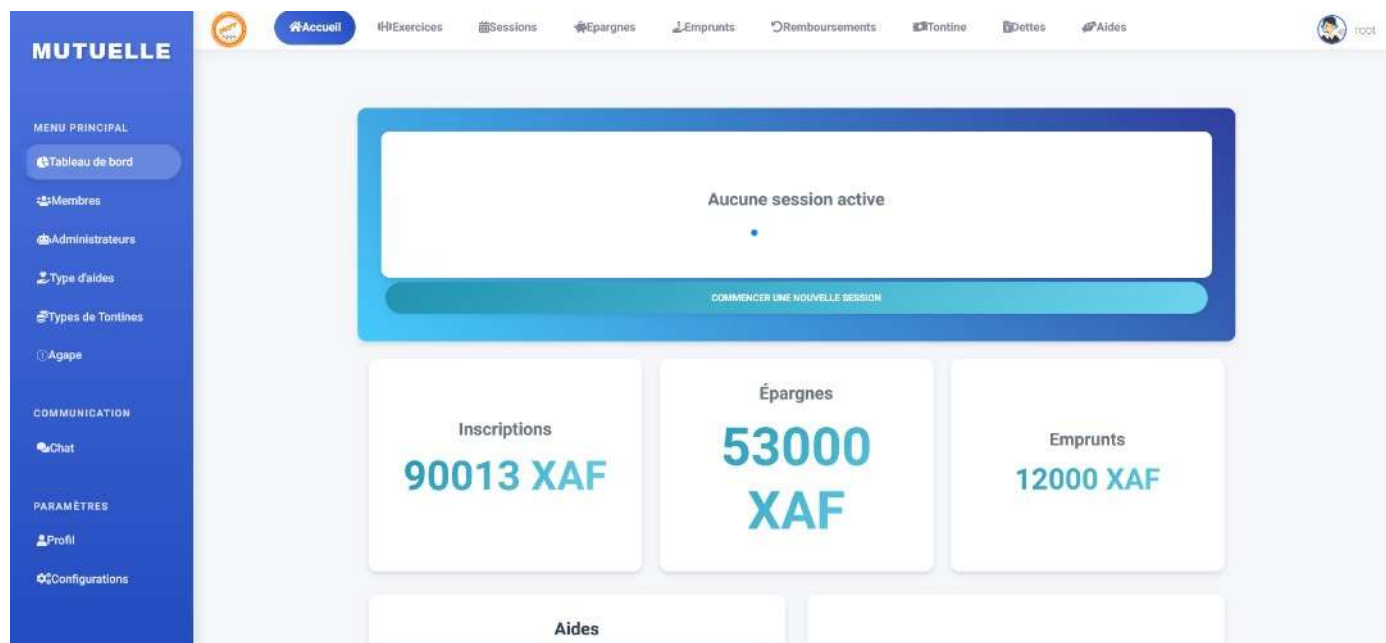 MUTUELLE
MENU PRINCIPAL
Tableau de bord
Membres
Administrateurs
Type d'aides
Types de Tontines
Agape
COMMUNICATION
Chat
PARAMÈTRES
Profil
Configurations
Accueil Exercices Sessions Epargnes Emprunts Remboursements Tontine Dettes Aides root
Aucune session active
COMMENCER UNE NOUVELLE SESSION
Inscriptions
90013 XAF
Épargnes
53000
XAF
Emprunts
12000 XAF
Aides